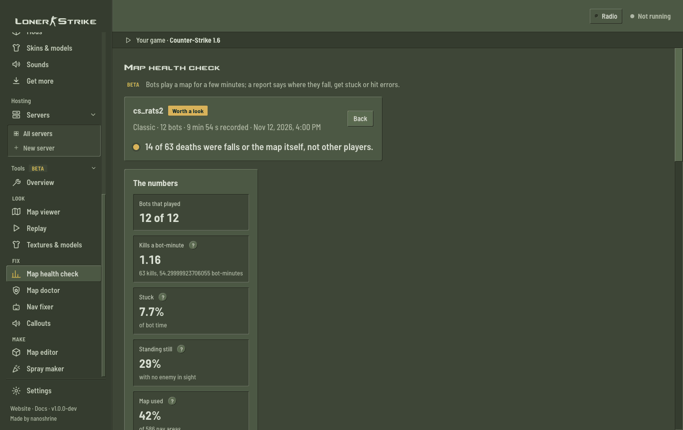 LONERSTRIKE
Skins & models
Sounds
Get more
Hosting
Servers
All servers
New server
Tools BETA
Overview
LOOK
Map viewer
Replay
Textures & models
FIX
Map health check
Map doctor
Nav fixer
Callouts
MAKE
Map editor
Spray maker
Settings
Website · Docs · v1.0.0-dev
Made by nanoshrine
Radio
Not running
Your game · Counter-Strike 1.6
MAP HEALTH CHECK
BETA Bots play a map for a few minutes; a report says where they fall, get stuck or hit errors.
cs_rats2 Worth a look
Classic · 12 bots · 9 min 54 s recorded · Nov 12, 2026, 4:00 PM
Back
14 of 63 deaths were falls or the map itself, not other players.
The numbers
Bots that played
12 of 12
Kills a bot-minute ?
1.16
63 kills, 54.29999923706055 bot-minutes
Stuck ?
7.7%
of bot time
Standing still ?
29%
with no enemy in sight
Map used ?
42%
of 586 nav areas